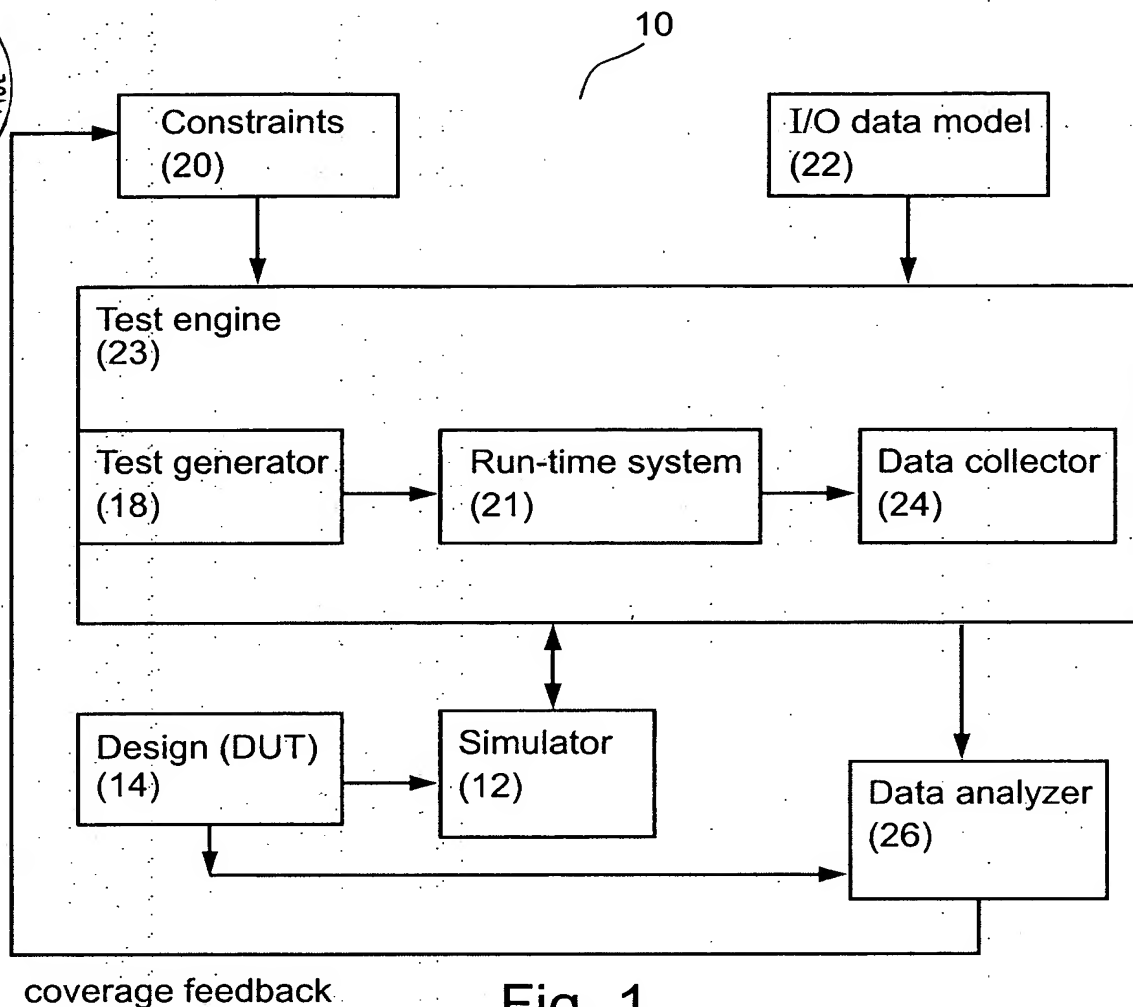 10
Constraints
(20)
I/O data model
(22)
Test engine
(23)
Test generator
(18)
Run-time system
(21)
Data collector
(24)
Design (DUT)
(14)
Simulator
(12)
Data analyzer
(26)
coverage feedback
Fig. 1